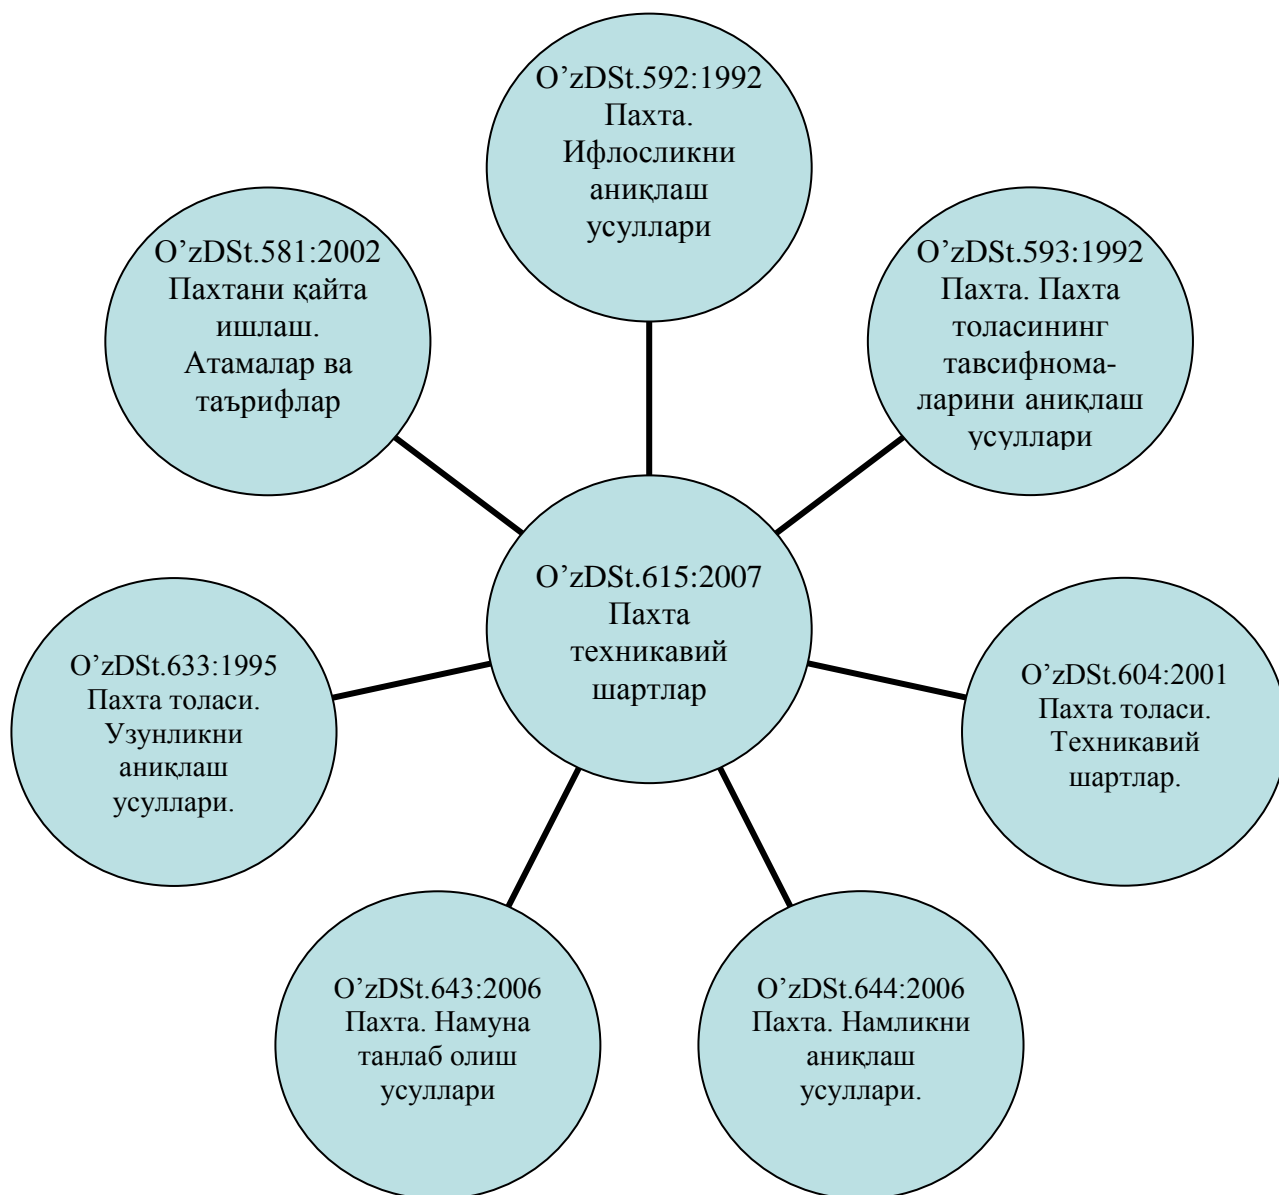 O’zDSt.592:1992
Пахта.
Ифлосликни
аниқлаш
усуллари
O’zDSt.581:2002
Пахтани қайта
ишлаш.
Атамалар ва
таърифлар
O’zDSt.593:1992
Пахта. Пахта
толасининг
тавсифнома-
ларини аниқлаш
усуллари
O’zDSt.615:2007
Пахта
техникавий
шартлар
O’zDSt.633:1995
Пахта толаси.
Узунликни
аниқлаш
усуллари.
O’zDSt.604:2001
Пахта толаси.
Техникавий
шартлар.
O’zDSt.643:2006
Пахта. Намуна
танлаб олиш
усуллари
O’zDSt.644:2006
Пахта. Намликни
аниқлаш
усуллари.